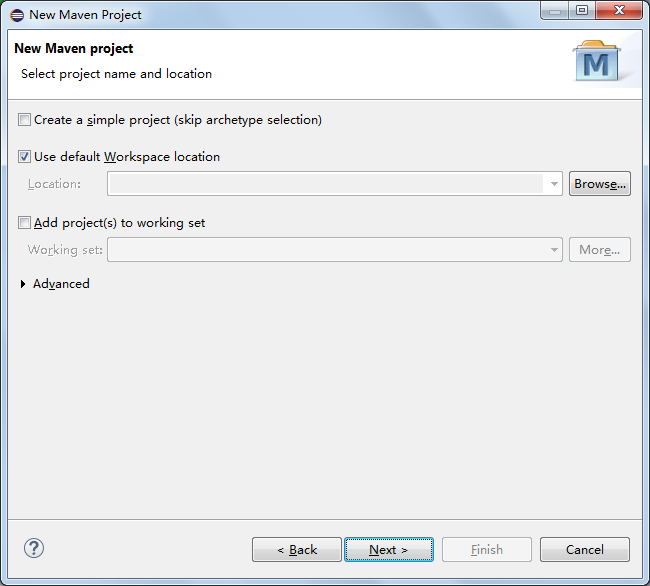 New Maven Project
New Maven project
Select project name and location
M
Create a simple project (skip archetype selection)
Use default Workspace location
Location:
Browse...
Add project(s) to working set
Working set:
More...
Advanced
?
< Back
Next >
Finish
Cancel